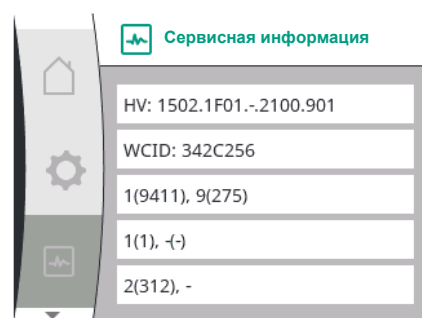 Сервисная информация
HV: 1502.1F01.-.2100.901
WCID: 342C256
1(9411), 9(275)
1(1), -(-)
2(312), -